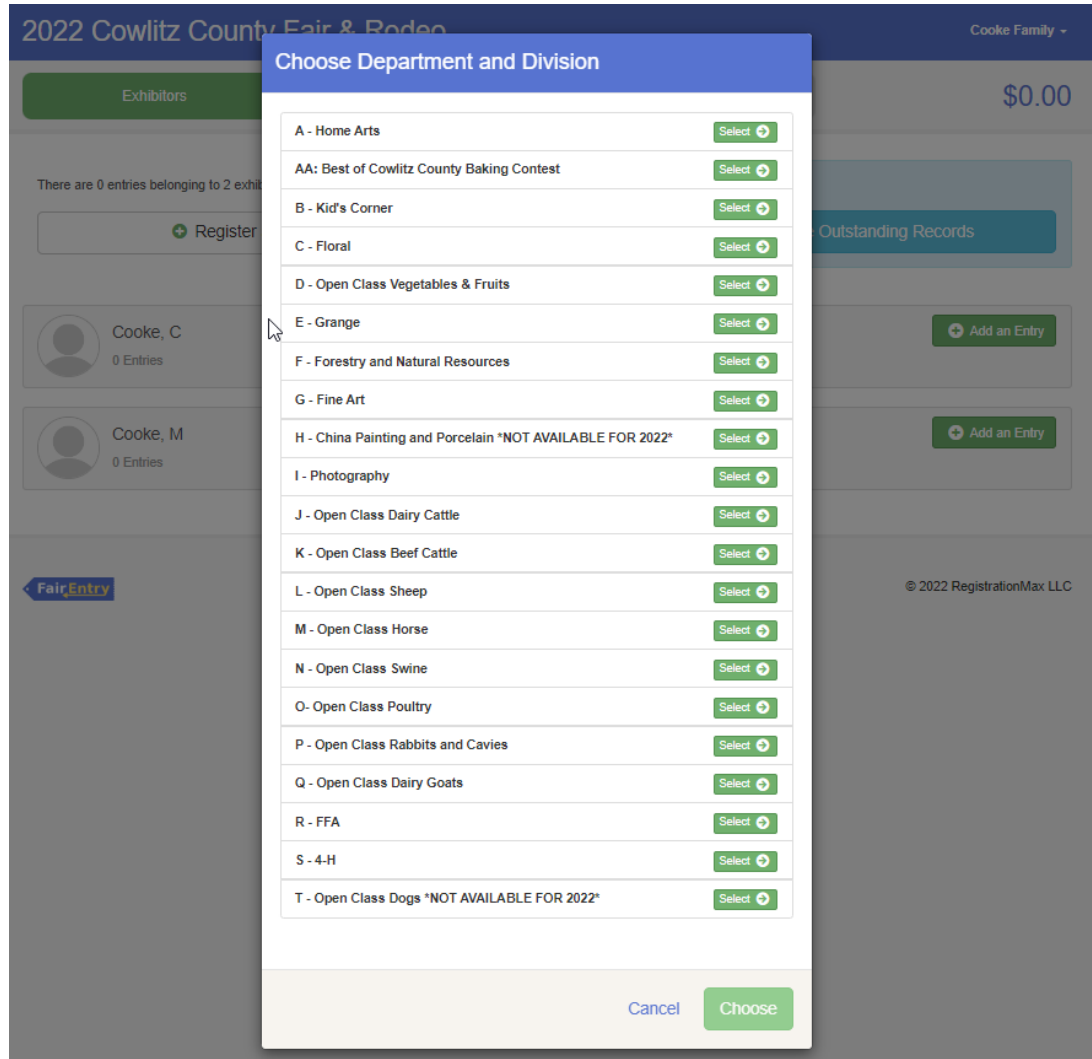 2022 Cowlitz County Fair & Rodeo
Cooke Family
Choose Department and Division
Exhibitors
$0.00
A - Home Arts Select
AA: Best of Cowlitz County Baking Contest Select
There are 0 entries belonging to 2 exhib
B - Kid's Corner Select
Register
C - Floral Select
Outstanding Records
D - Open Class Vegetables & Fruits Select
E - Grange Select
Cooke, C
Add an Entry
0 Entries
F - Forestry and Natural Resources Select
G - Fine Art Select
Cooke, M
H - China Painting and Porcelain *NOT AVAILABLE FOR 2022* Select
Add an Entry
0 Entries
I - Photography Select
J - Open Class Dairy Cattle Select
K - Open Class Beef Cattle Select
FairEntry
L - Open Class Sheep Select
© 2022 RegistrationMax LLC
M - Open Class Horse Select
N - Open Class Swine Select
O- Open Class Poultry Select
P - Open Class Rabbits and Cavies Select
Q - Open Class Dairy Goats Select
R - FFA Select
S - 4-H Select
T - Open Class Dogs *NOT AVAILABLE FOR 2022* Select
Cancel
Choose